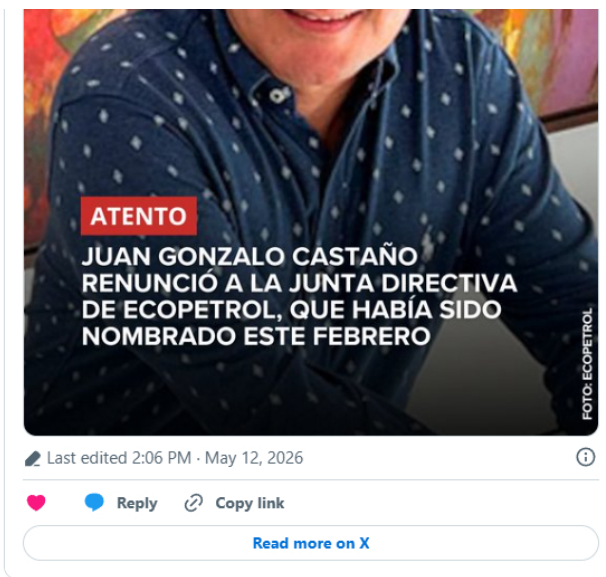 ATENTO
JUAN GONZALO CASTAÑO
RENUNCIÓ A LA JUNTA DIRECTIVA
DE ECOPETROL, QUE HABÍA SIDO
NOMBRADO ESTE FEBRERO
FOTO: ECOPETROL
Last edited 2:06 PM · May 12, 2026
Reply Copy link
Read more on X